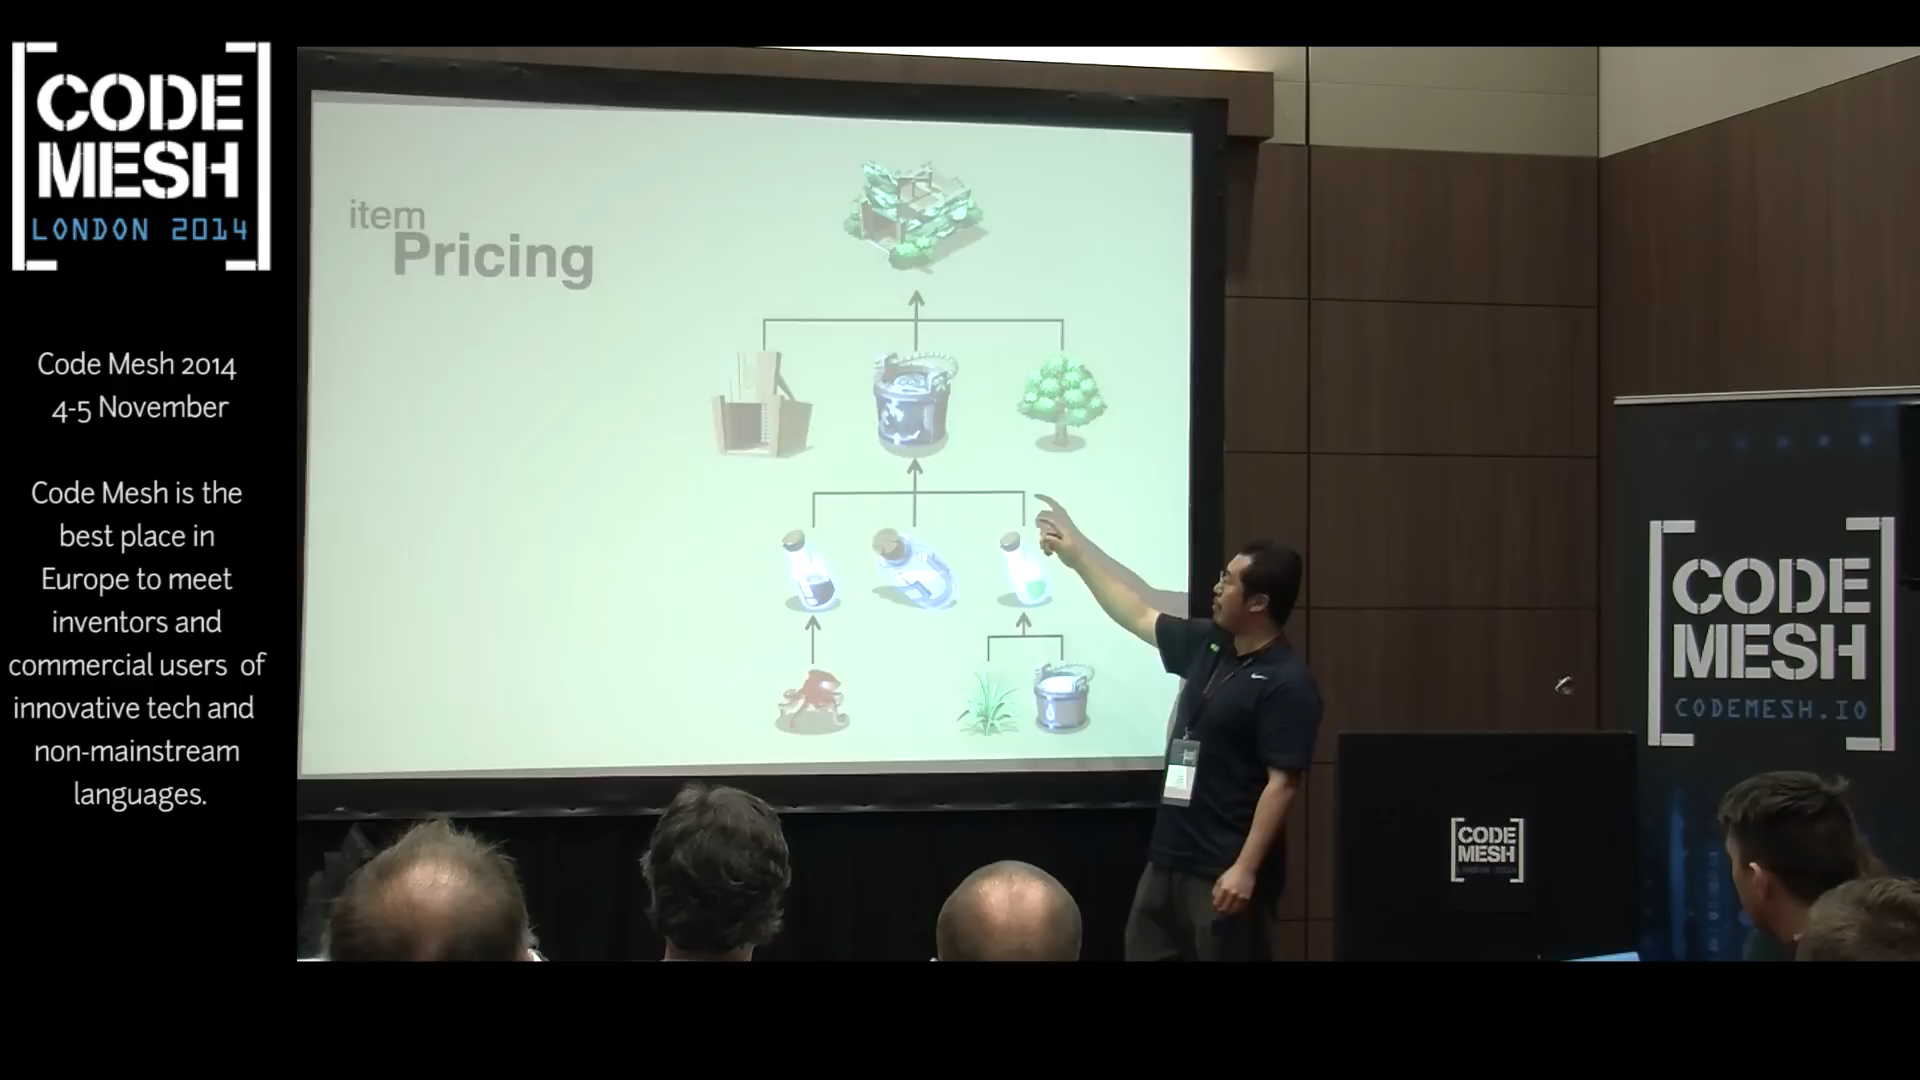 CODE
MESH
LONDON 2014
Code Mesh 2014
4-5 November
Code Mesh is the
best place in
Europe to meet
inventors and
commercial users of
innovative tech and
non-mainstream
languages.
item
Pricing
CODE
MESH
CODEMESH.IO
CODE
MESH
LONDON 2014